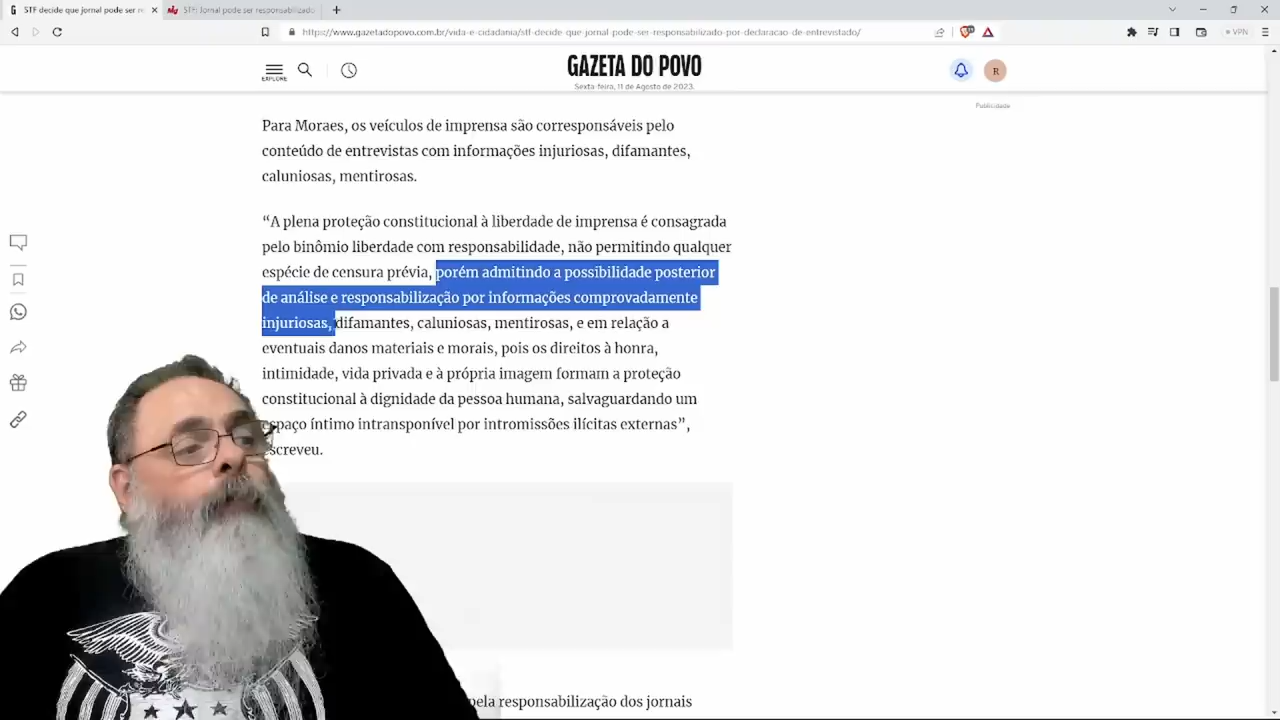 STF decide que jornal pode ser re
STF: Jornal pode ser responsabilizado
https://www.gazetadopovo.com.br/vida-e-cidadania/stf-decide-que-jornal-pode-ser-responsabilizado-por-declaracao-de-entrevistado/
VPN
EXPLORE
GAZETA DO POVO
Sexta-feira, 11 de Agosto de 2023.
R
Publicidade
Para Moraes, os veículos de imprensa são corresponsáveis pelo
conteúdo de entrevistas com informações injuriosas, difamantes,
caluniosas, mentirosas.
“A plena proteção constitucional à liberdade de imprensa é consagrada
pelo binômio liberdade com responsabilidade, não permitindo qualquer
espécie de censura prévia, porém admitindo a possibilidade posterior
de análise e responsabilização por informações comprovadamente
injuriosas, difamantes, caluniosas, mentirosas, e em relação a
eventuais danos materiais e morais, pois os direitos à honra,
intimidade, vida privada e à própria imagem formam a proteção
constitucional à dignidade da pessoa humana, salvaguardando um
espaço íntimo intransponível por intromissões ilícitas externas”,
escreveu.
pela responsabilização dos jornais